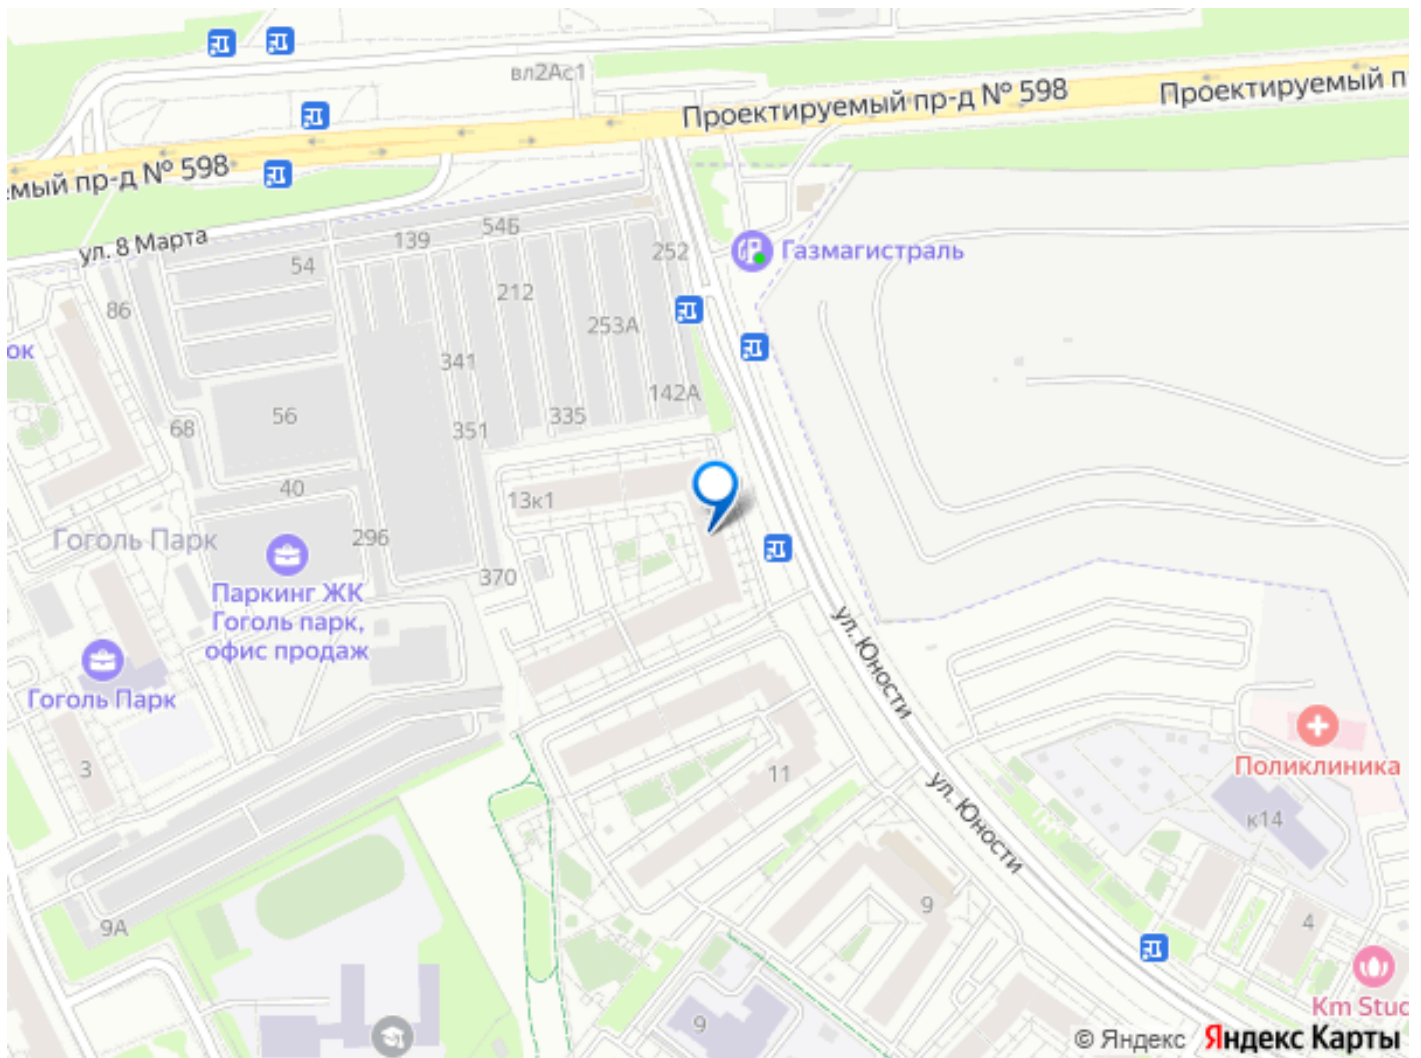 вл2Ас1
Проектируемый пр-д № 598
Проектируемый п
емый пр-д № 598
ул. 8 Марта
54Б
139
252
Газмагистраль
54
212
86
253А
ок
341
142А
56
335
68
351
40
13к1
296
Гоголь Парк
370
Паркинг ЖК
Гоголь парк,
офис продаж
ул. Юности
Гоголь Парк
3
11
Поликлиника
ул. Юности
к14
9
4
9А
9
Km Stud
© Яндекс Яндекс Карты